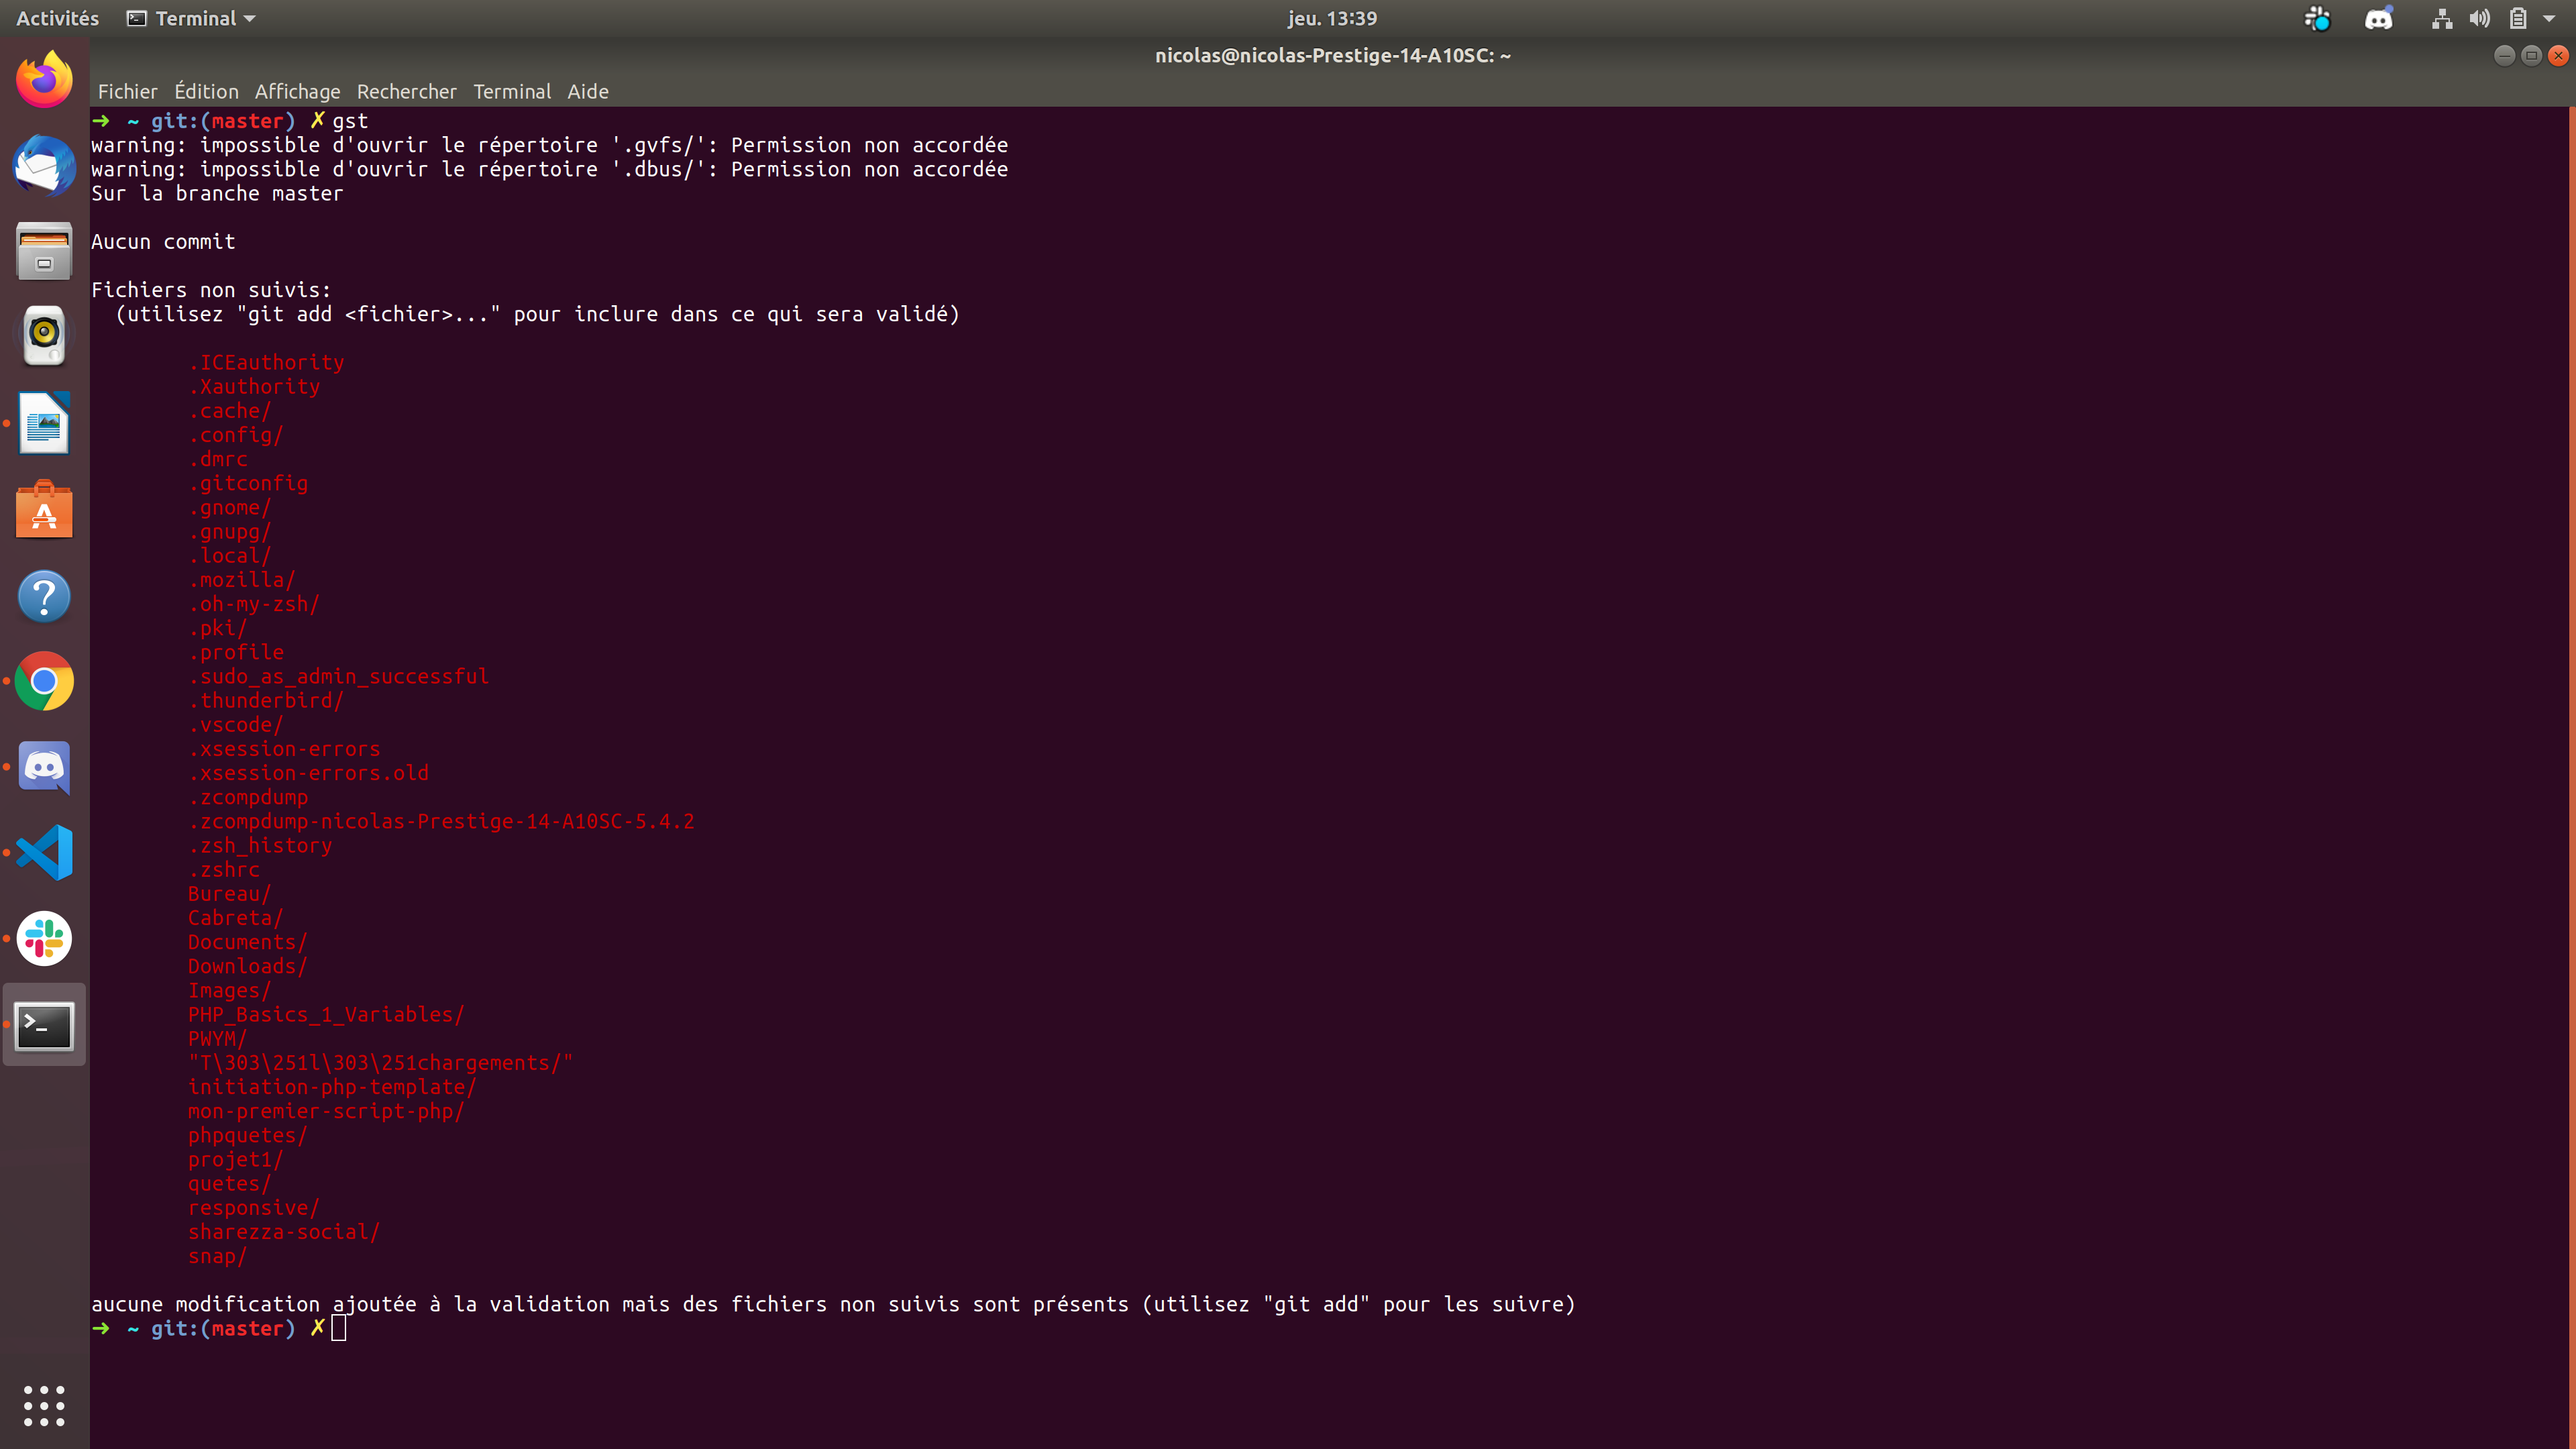 Activités Terminal jeu. 13:39
nicolas@nicolas-Prestige-14-A10SC: ~
Fichier Édition Affichage Rechercher Terminal Aide
➜ ~ git:(master) ✗ gst
warning: impossible d'ouvrir le répertoire '.gvfs/': Permission non accordée
warning: impossible d'ouvrir le répertoire '.dbus/': Permission non accordée
Sur la branche master
Aucun commit
Fichiers non suivis:
(utilisez "git add <fichier>..." pour inclure dans ce qui sera validé)
.ICEauthority
.Xauthority
.cache/
.config/
.dmrc
.gitconfig
.gnome/
.gnupg/
.local/
.mozilla/
.oh-my-zsh/
.pki/
.profile
.sudo_as_admin_successful
.thunderbird/
.vscode/
.xsession-errors
.xsession-errors.old
.zcompdump
.zcompdump-nicolas-Prestige-14-A10SC-5.4.2
.zsh_history
.zshrc
Bureau/
Cabreta/
Documents/
Downloads/
Images/
PHP_Basics_1_Variables/
PWYM/
"T\303\251l\303\251chargements/"
initiation-php-template/
mon-premier-script-php/
phpquetes/
projet1/
quetes/
responsive/
sharezza-social/
snap/
aucune modification ajoutée à la validation mais des fichiers non suivis sont présents (utilisez "git add" pour les suivre)
➜ ~ git:(master) ✗